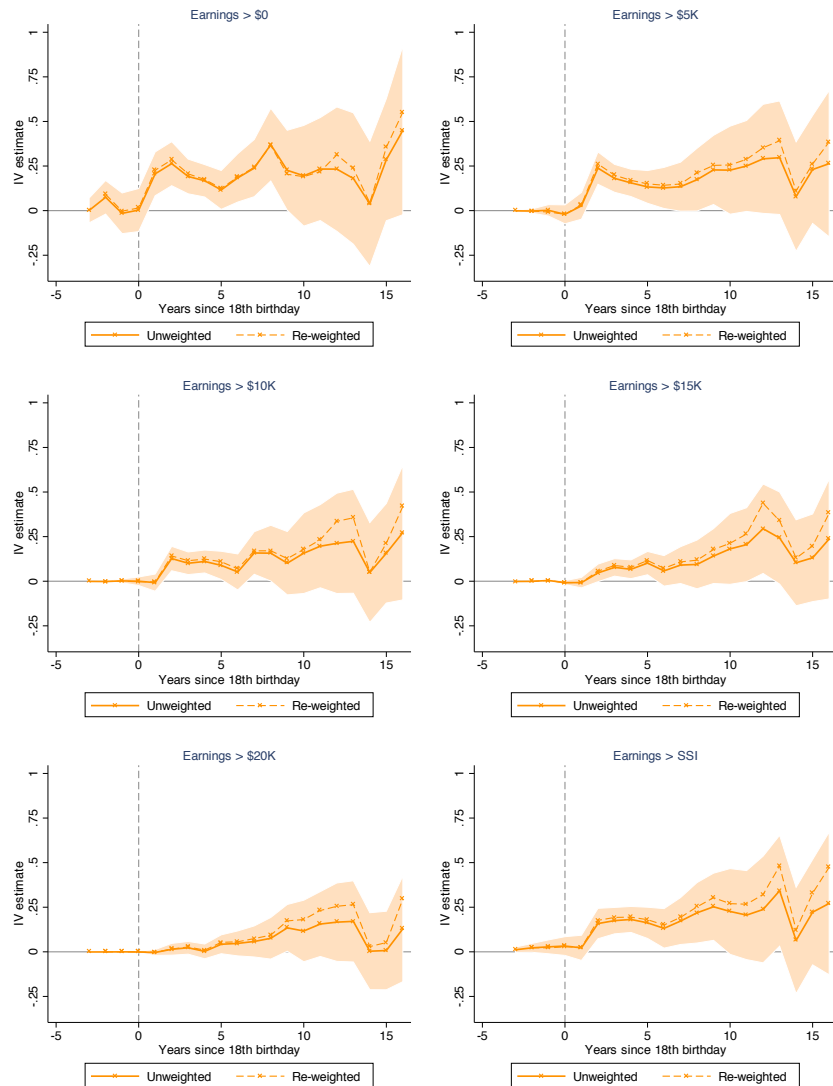 Earnings > $0
IV estimate
1
.75
.5
.25
0
-.25
-5 0 5 10 15
Years since 18th birthday
Unweighted Re-weighted
Earnings > $5K
IV estimate
1
.75
.5
.25
0
-.25
-5 0 5 10 15
Years since 18th birthday
Unweighted Re-weighted
Earnings > $10K
IV estimate
1
.75
.5
.25
0
-.25
-5 0 5 10 15
Years since 18th birthday
Unweighted Re-weighted
Earnings > $15K
IV estimate
1
.75
.5
.25
0
-.25
-5 0 5 10 15
Years since 18th birthday
Unweighted Re-weighted
Earnings > $20K
IV estimate
1
.75
.5
.25
0
-.25
-5 0 5 10 15
Years since 18th birthday
Unweighted Re-weighted
Earnings > SSI
IV estimate
1
.75
.5
.25
0
-.25
-5 0 5 10 15
Years since 18th birthday
Unweighted Re-weighted